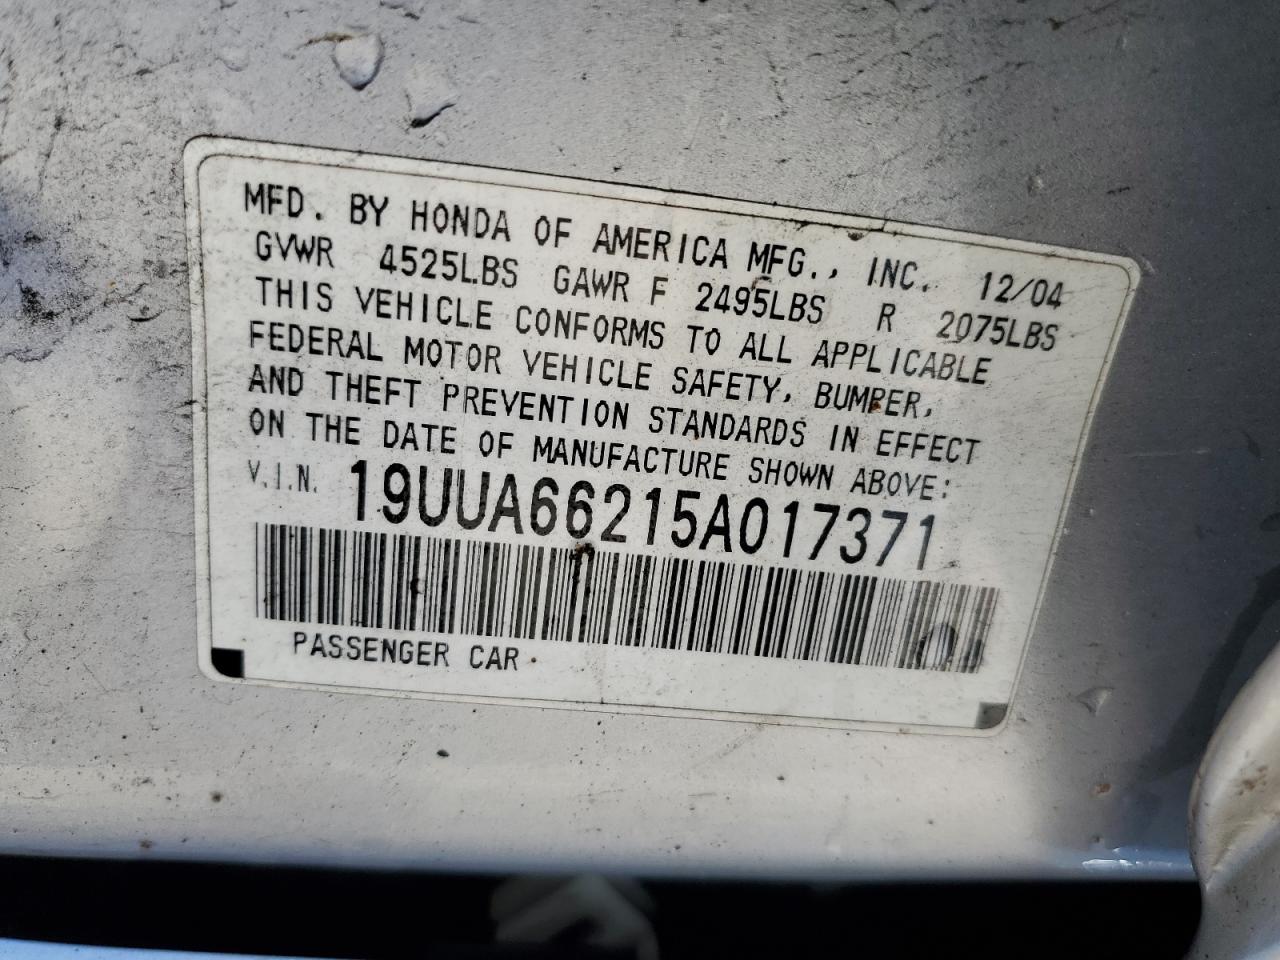 MFD. BY HONDA OF AMERICA MFG., INC. 12/04
GVWR 4525LBS GAWR F 2495LBS R 2075LBS
THIS VEHICLE CONFORMS TO ALL APPLICABLE
FEDERAL MOTOR VEHICLE SAFETY, BUMPER,
AND THEFT PREVENTION STANDARDS IN EFFECT
ON THE DATE OF MANUFACTURE SHOWN ABOVE:
V.I.N. 19UUA66215A017371
PASSENGER CAR